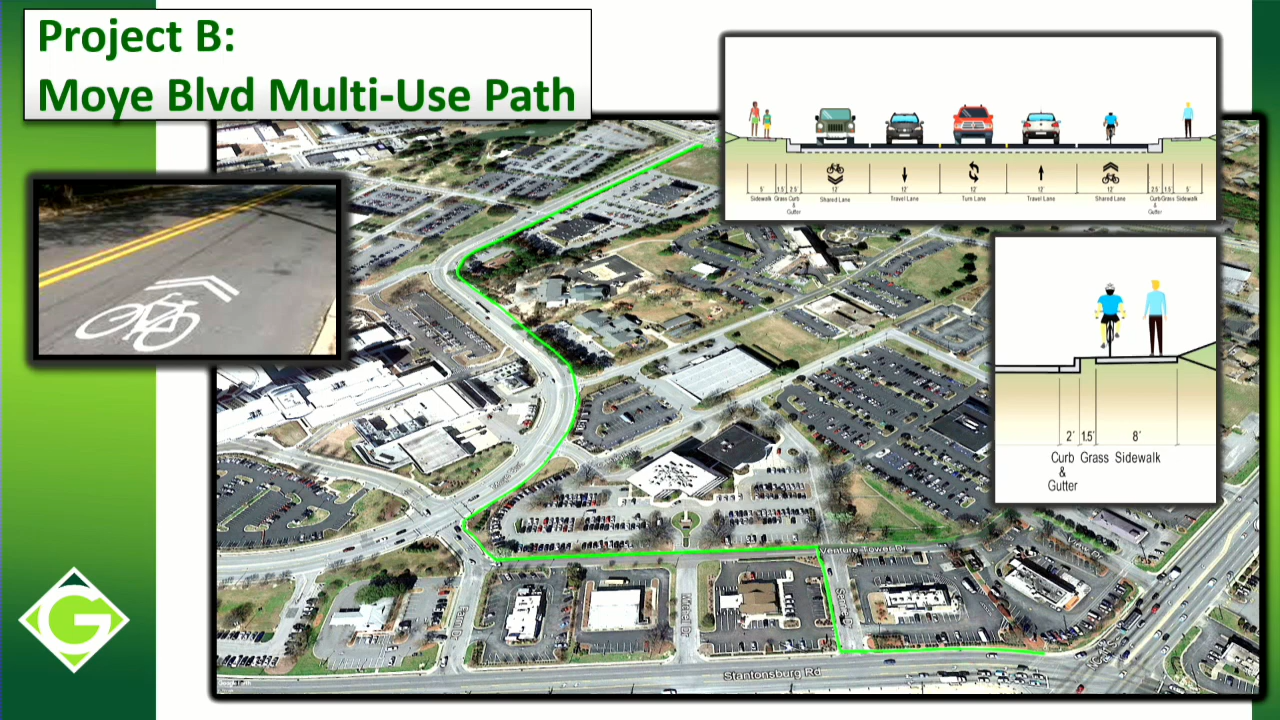 Project B:
Moye Blvd Multi-Use Path
5' 1.5' 2.5' 12' 12' 12' 12' 12' 2.5' 1.5' 5'
Sidewalk Grass Curb & Gutter Shared Lane Travel Lane Turn Lane Travel Lane Shared Lane Curb & Gutter Grass Sidewalk
2' 1.5' 8'
Curb Grass Sidewalk
&
Gutter
Venture Tower Dr
Stantonsburg Rd
G